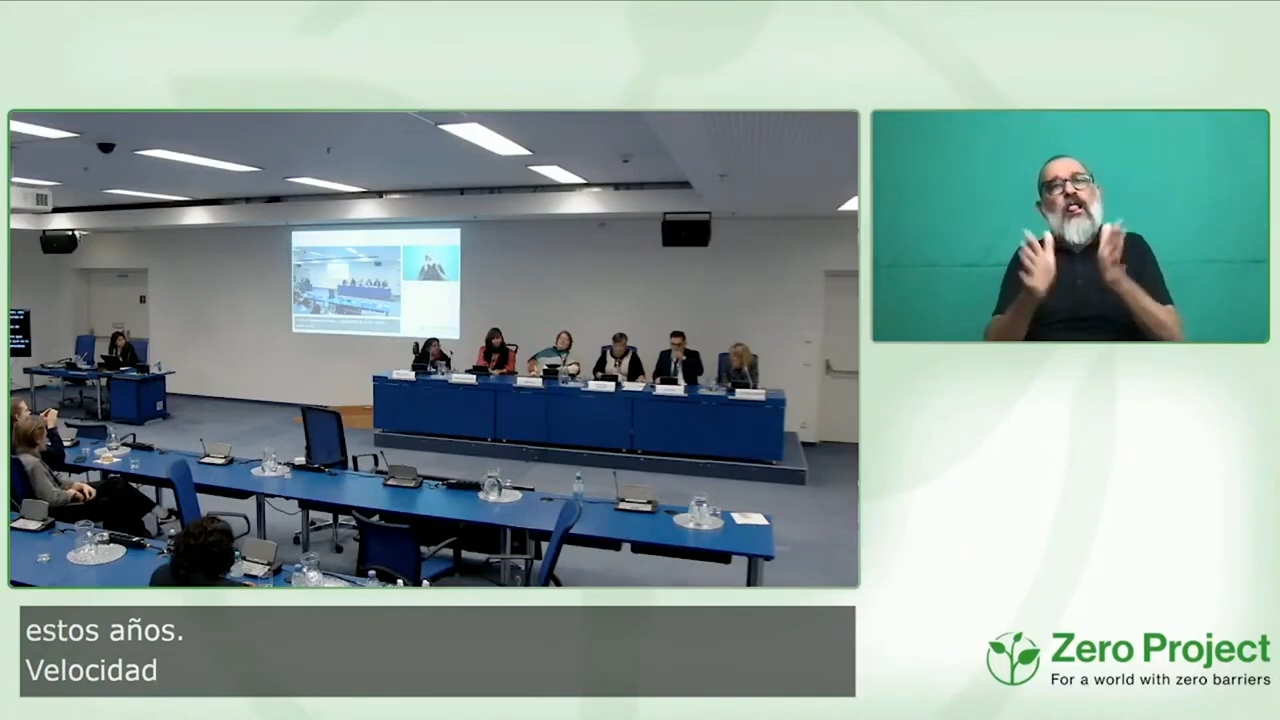 estos años.
Velocidad
Zero Project
For a world with zero barriers